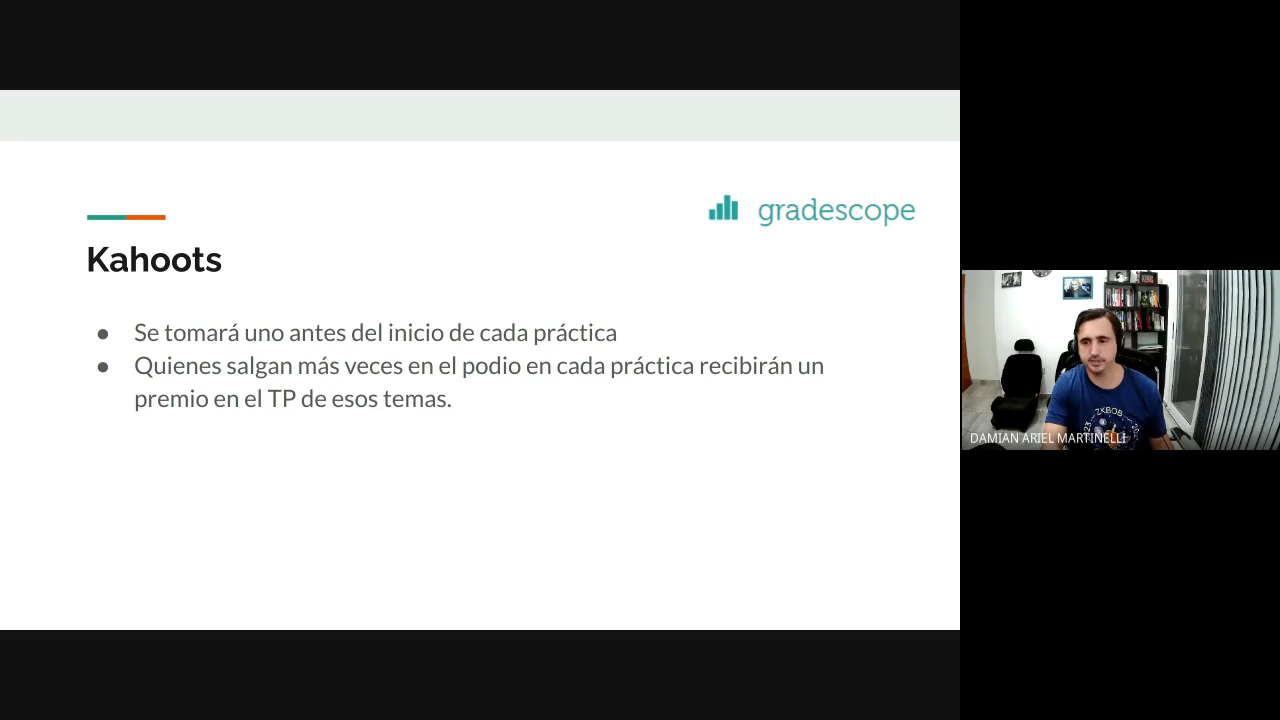 gradescope
Kahoots
● Se tomará uno antes del inicio de cada práctica
● Quienes salgan más veces en el podio en cada práctica recibirán un
premio en el TP de esos temas.
ZKBOB
DAMIAN ARIEL MARTINELLI